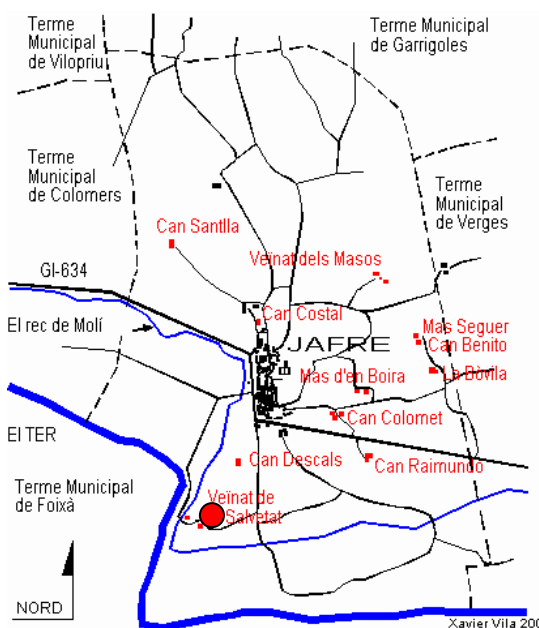 Terme
Municipal
de Vilopriu
Terme Municipal
de Garrigoles
Terme
Municipal
de Colomers
Terme
Municipal
de Verges
Can Santlla
Veïnat dels Masos
GI-634
Can Costal
El rec de Molí
Mas Seguer
Can Benito
JAFRE
Mas d'en Boira
La Bòvila
Can Colomet
El TER
Can Descals
Can Raimundo
Terme Municipal
de Foixà
Veïnat de
Salvetat
NORD
Xavier Vila 200